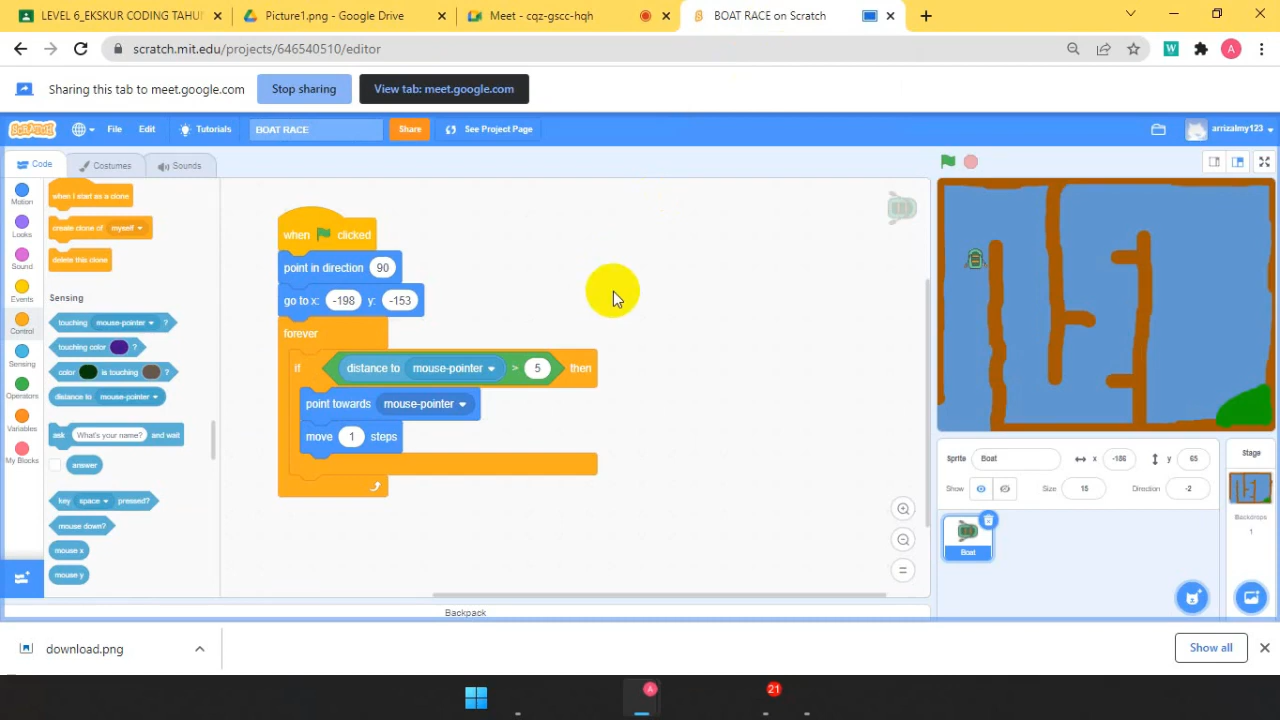 LEVEL 6_EKSKUR CODING TAHUI
Picture1.png - Google Drive
Meet - cqz-gscc-hqh
BOAT RACE on Scratch
scratch.mit.edu/projects/646540510/editor
W
A
Sharing this tab to meet.google.com
Stop sharing
View tab: meet.google.com
SCRATCH
File
Edit
Tutorials
BOAT RACE
Share
See Project Page
arrizalmy123
Code
Costumes
Sounds
Motion
Looks
Sound
Events
Control
Sensing
Operators
Variables
My Blocks
when I start as a clone
create clone of myself
delete this clone
Sensing
touching mouse-pointer ?
touching color ?
color is touching ?
distance to mouse-pointer
ask What's your name? and wait
answer
key space pressed?
mouse down?
mouse x
mouse y
when clicked
point in direction 90
go to x: -198 y: -153
forever
if distance to mouse-pointer > 5 then
point towards mouse-pointer
move 1 steps
Sprite Boat x -186 y 65
Show Size 15 Direction -2
Boat
Stage
Backdrops
1
Backpack
download.png
Show all
A
21